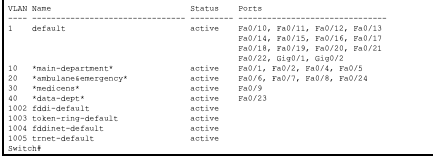 VLAN Name Status Ports
---- -------------------------------- --------- -------------------------------
1 default active Fa0/10, Fa0/11, Fa0/12, Fa0/13
Fa0/14, Fa0/15, Fa0/16, Fa0/17
Fa0/18, Fa0/19, Fa0/20, Fa0/21
Fa0/22, Gig0/1, Gig0/2
10 *main-department* active Fa0/1, Fa0/2, Fa0/4, Fa0/5
20 *ambulane&emergency* active Fa0/6, Fa0/7, Fa0/8, Fa0/24
30 *medicens* active Fa0/9
40 *data-dept* active Fa0/23
1002 fddi-default active
1003 token-ring-default active
1004 fddinet-default active
1005 trnet-default active
Switch#